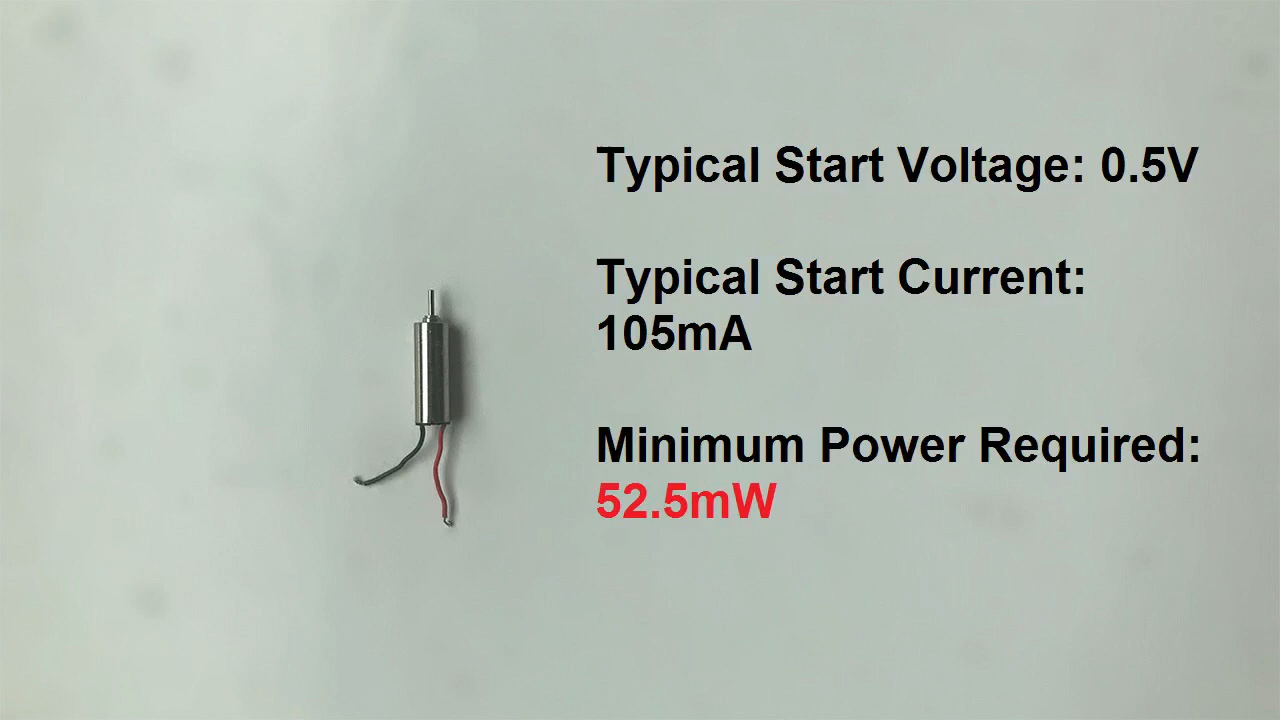 Typical Start Voltage: 0.5V
Typical Start Current:
105mA
Minimum Power Required:
52.5mW